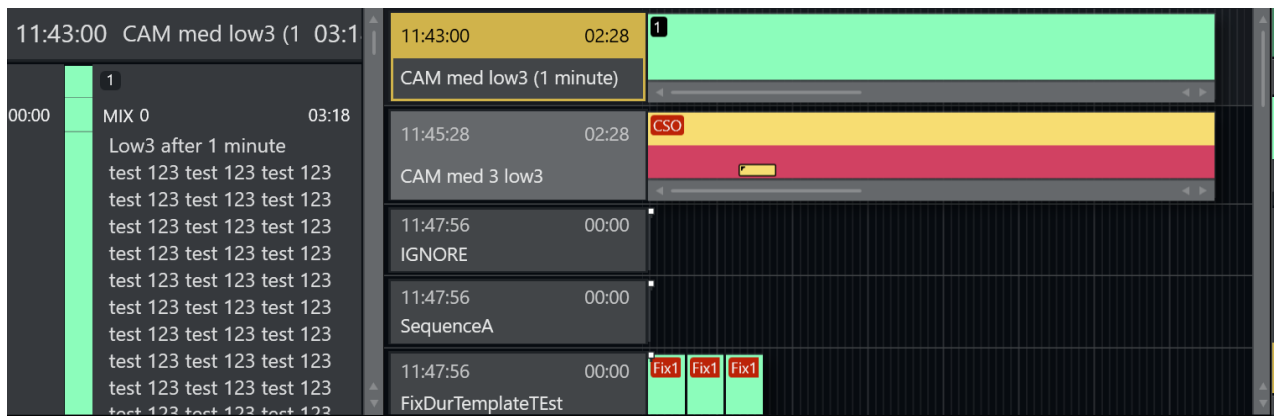 11:43:00 CAM med low3 (1 03:1
1
00:00 MIX 0 03:18
Low3 after 1 minute
test 123 test 123 test 123
test 123 test 123 test 123
test 123 test 123 test 123
test 123 test 123 test 123
test 123 test 123 test 123
test 123 test 123 test 123
test 123 test 123 test 123
test 123 test 123 test 123
test 123 test 123 test 123
test 123 test 123 test 123
11:43:00 02:28
CAM med low3 (1 minute)
1
11:45:28 02:28
CAM med 3 low3
CSO
11:47:56 00:00
IGNORE
11:47:56 00:00
SequenceA
11:47:56 00:00
FixDurTemplateTEst
Fix1 Fix1 Fix1